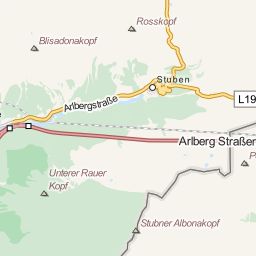 Rosskopf
Blisadonakopf
Stuben
Arlbergstraße
L19
Arlberg Straßen
Unterer Rauer
Kopf
Stubner Albonakopf